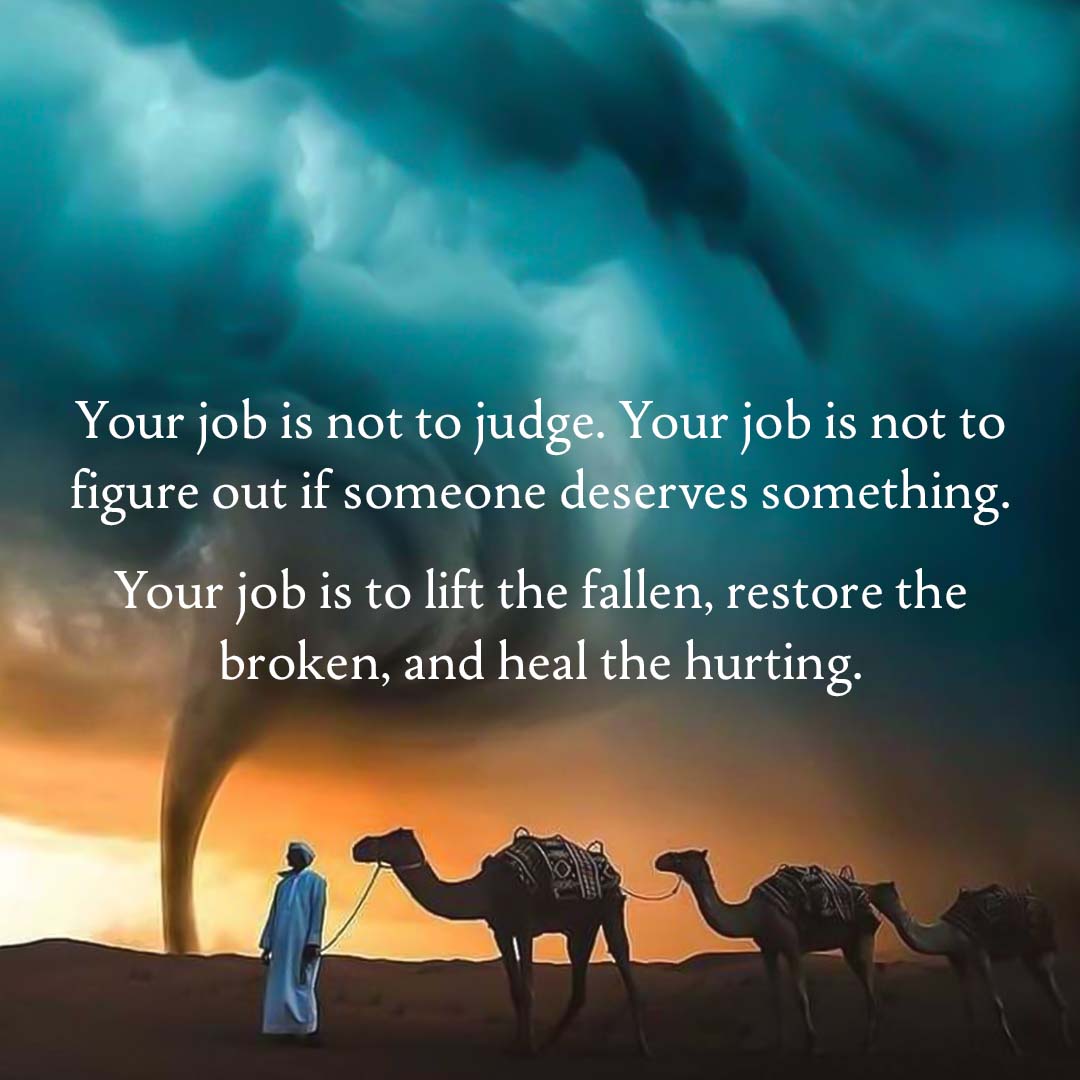 Your job is not to judge. Your job is not to
figure out if someone deserves something.
Your job is to lift the fallen, restore the
broken, and heal the hurting.